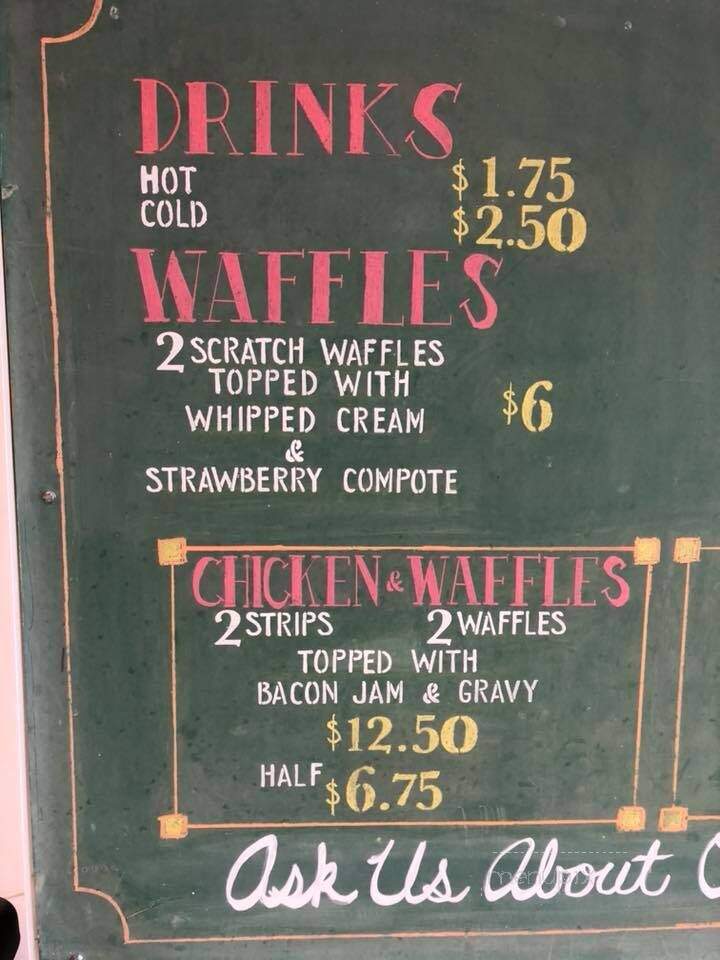 DRINKS
HOT $1.75
COLD $2.50
WAFFLES
2 SCRATCH WAFFLES
TOPPED WITH
WHIPPED CREAM $6
&
STRAWBERRY COMPOTE
CHICKEN & WAFFLES
2 STRIPS 2 WAFFLES
TOPPED WITH
BACON JAM & GRAVY
$12.50
HALF $6.75
Ask Us About